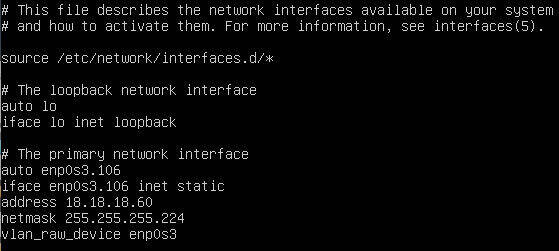 # This file describes the network interfaces available on your system
# and how to activate them. For more information, see interfaces(5).
source /etc/network/interfaces.d/*
# The loopback network interface
auto lo
iface lo inet loopback
# The primary network interface
auto enp0s3.106
iface enp0s3.106 inet static
address 18.18.18.60
netmask 255.255.255.224
vlan_raw_device enp0s3